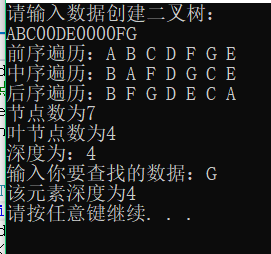 请输入数据创建二叉树：
ABC00DE0000FG
前序遍历：A B C D F G E
中序遍历：B A F D G C E
后序遍历：B F G D E C A
节点数为7
叶节点数为4
深度为：4
输入你要查找的数据：G
该元素深度为4
请按任意键继续. . .